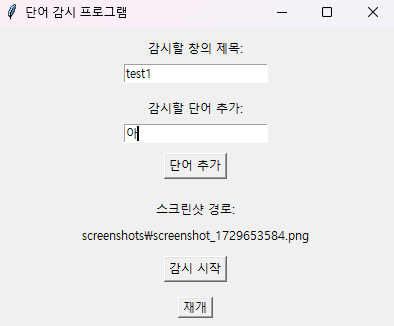 단어 감시 프로그램
감시할 창의 제목:
test1
감시할 단어 추가:
아
단어 추가
스크린샷 경로:
screenshots₩screenshot_1729653584.png
감시 시작
재개